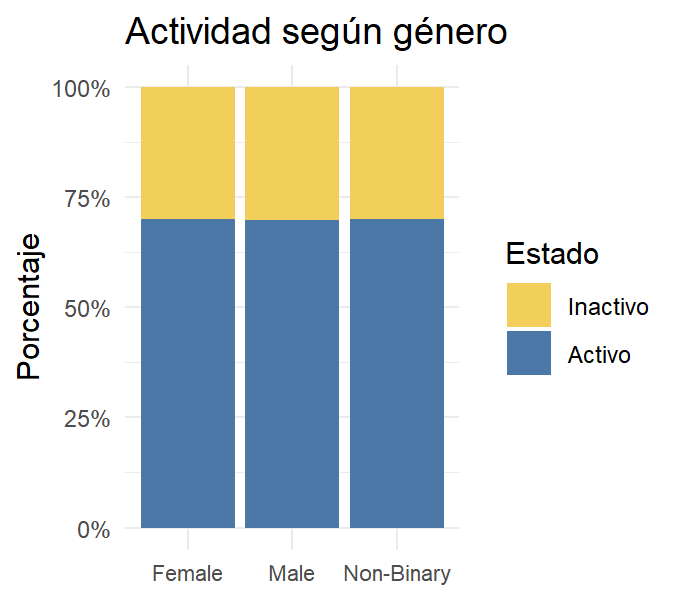 Actividad según género
100%
75%
50%
25%
0%
Porcentaje
Female Male Non-Binary
Estado
Inactivo
Activo